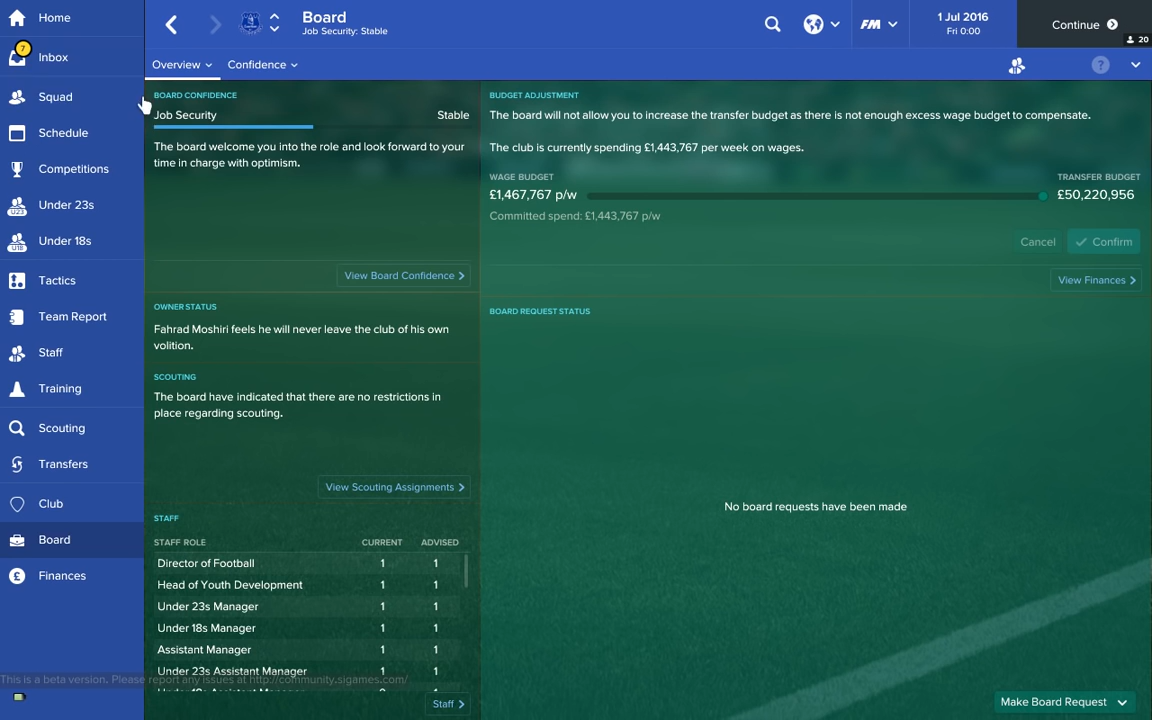 Home
7
Inbox
Squad
Schedule
Competitions
U23
Under 23s
U18
Under 18s
Tactics
Team Report
Staff
Training
Scouting
Transfers
Club
Board
£
Finances
Board
Job Security: Stable
FM
1 Jul 2016
Fri 0:00
Continue
20
Overview
Confidence
?
BOARD CONFIDENCE
Job Security Stable
The board welcome you into the role and look forward to your
time in charge with optimism.
View Board Confidence
OWNER STATUS
Fahrad Moshiri feels he will never leave the club of his own
volition.
SCOUTING
The board have indicated that there are no restrictions in
place regarding scouting.
View Scouting Assignments
STAFF
STAFF ROLE CURRENT ADVISED
Director of Football 1 1
Head of Youth Development 1 1
Under 23s Manager 1 1
Under 18s Manager 1 1
Assistant Manager 1 1
Under 23s Assistant Manager 1 1
Under 18s Assistant Manager
Staff
This is a beta version. Please report any issues at http://community.sigames.com/
BUDGET ADJUSTMENT
The board will not allow you to increase the transfer budget as there is not enough excess wage budget to compensate.
The club is currently spending £1,443,767 per week on wages.
WAGE BUDGET TRANSFER BUDGET
£1,467,767 p/w £50,220,956
Committed spend: £1,443,767 p/w
Cancel Confirm
View Finances
BOARD REQUEST STATUS
No board requests have been made
Make Board Request